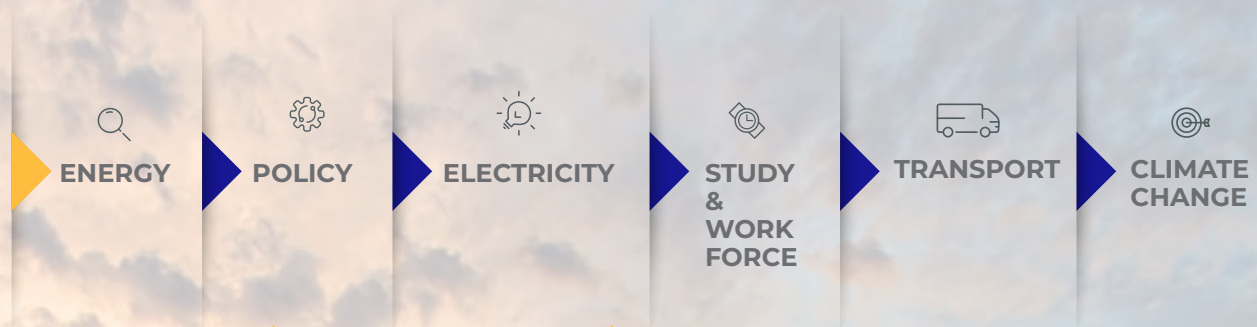 ENERGY
POLICY
ELECTRICITY
STUDY
&
WORK
FORCE
TRANSPORT
CLIMATE
CHANGE